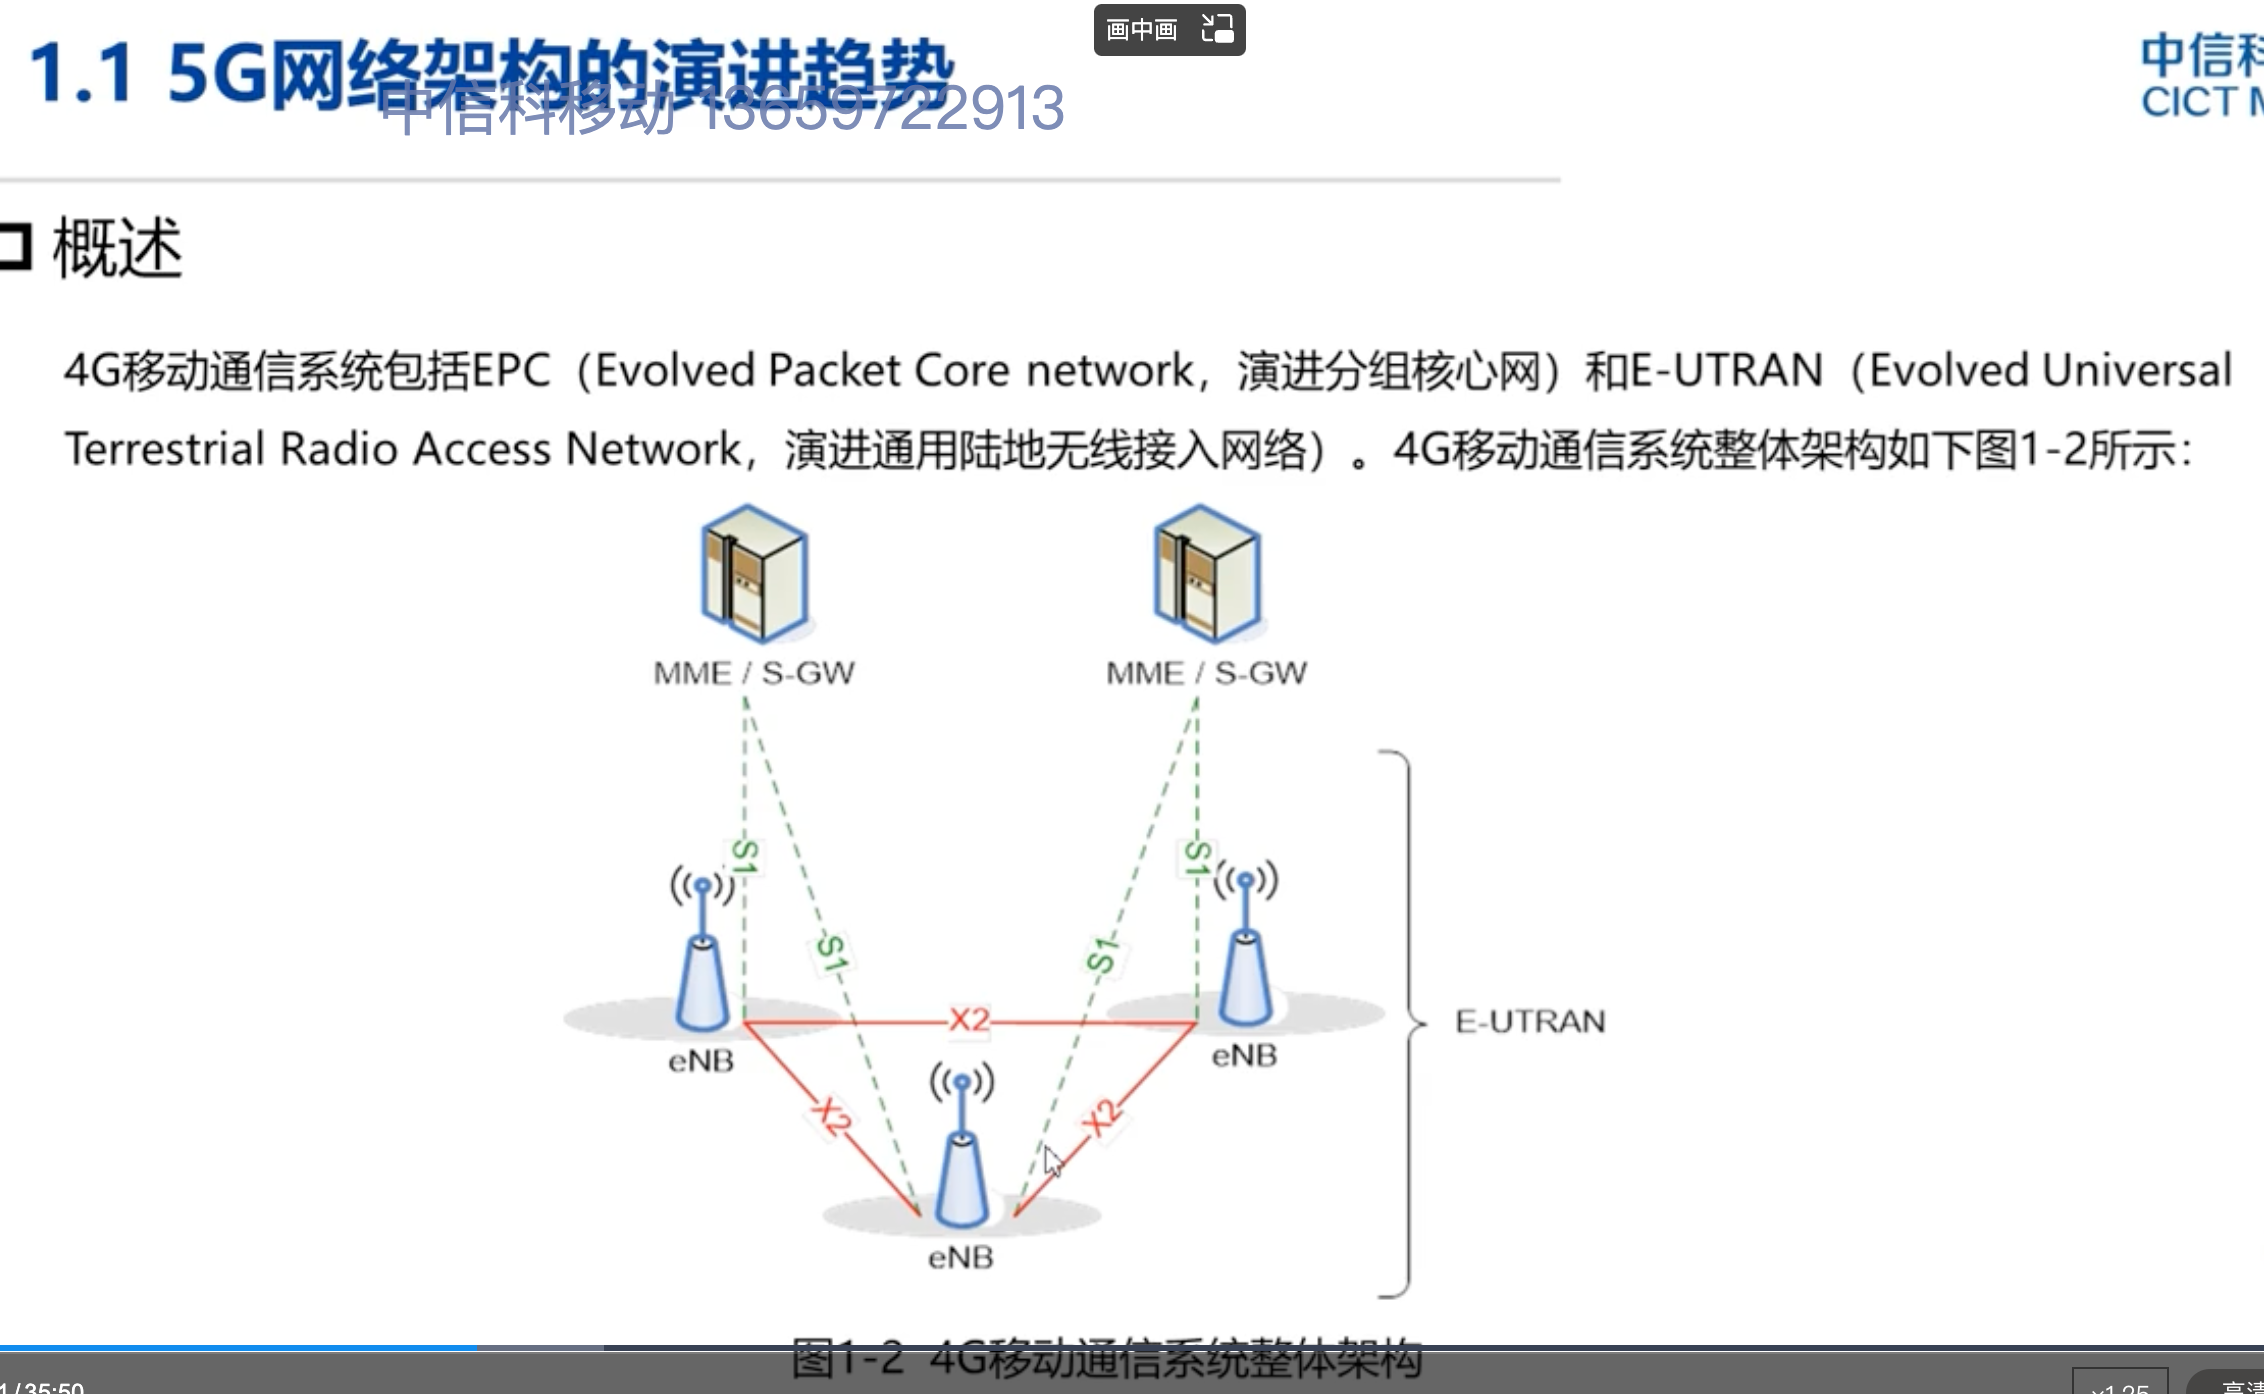 画中画
1.1 5G网络架构的演进趋势
中信科移动 13659722913
中信科
CICT M
概述
4G移动通信系统包括EPC（Evolved Packet Core network，演进分组核心网）和E-UTRAN（Evolved Universal
Terrestrial Radio Access Network，演进通用陆地无线接入网络）。4G移动通信系统整体架构如下图1-2所示：
MME / S-GW
MME / S-GW
S1
S1
S1
S1
X2
eNB
eNB
E-UTRAN
X2
X2
eNB
图1-2 4G移动通信系统整体架构
1/35:50
x1.25
高清